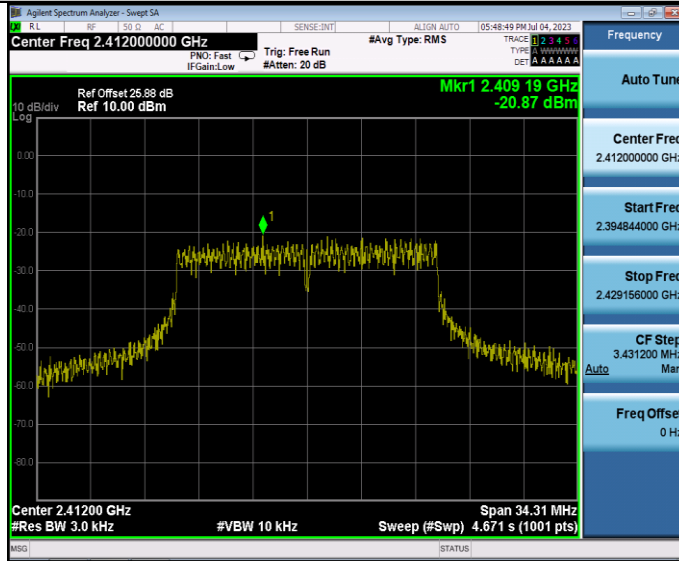 Agilent Spectrum Analyzer - Swept SA
RL RF 50 Ω AC SENSE:INT ALIGN AUTO 05:48:49 PM Jul 04, 2023
Center Freq 2.412000000 GHz
PNO: Fast
IFGain:Low
Trig: Free Run
#Atten: 20 dB
#Avg Type: RMS
TRACE 1 2 3 4 5 6
TYPE A WWWWW
DET A A A A A A
Ref Offset 25.88 dB
10 dB/div Ref 10.00 dBm
Log
Mkr1 2.409 19 GHz
-20.87 dBm
0.00
-10.0
-20.0
-30.0
-40.0
-50.0
-60.0
-70.0
-80.0
1
Center 2.41200 GHz Span 34.31 MHz
#Res BW 3.0 kHz #VBW 10 kHz Sweep (#Swp) 4.671 s (1001 pts)
MSG STATUS
Frequency
Auto Tune
Center Freq
2.412000000 GHz
Start Freq
2.394844000 GHz
Stop Freq
2.429156000 GHz
CF Step
3.431200 MHz
Auto Man
Freq Offset
0 Hz